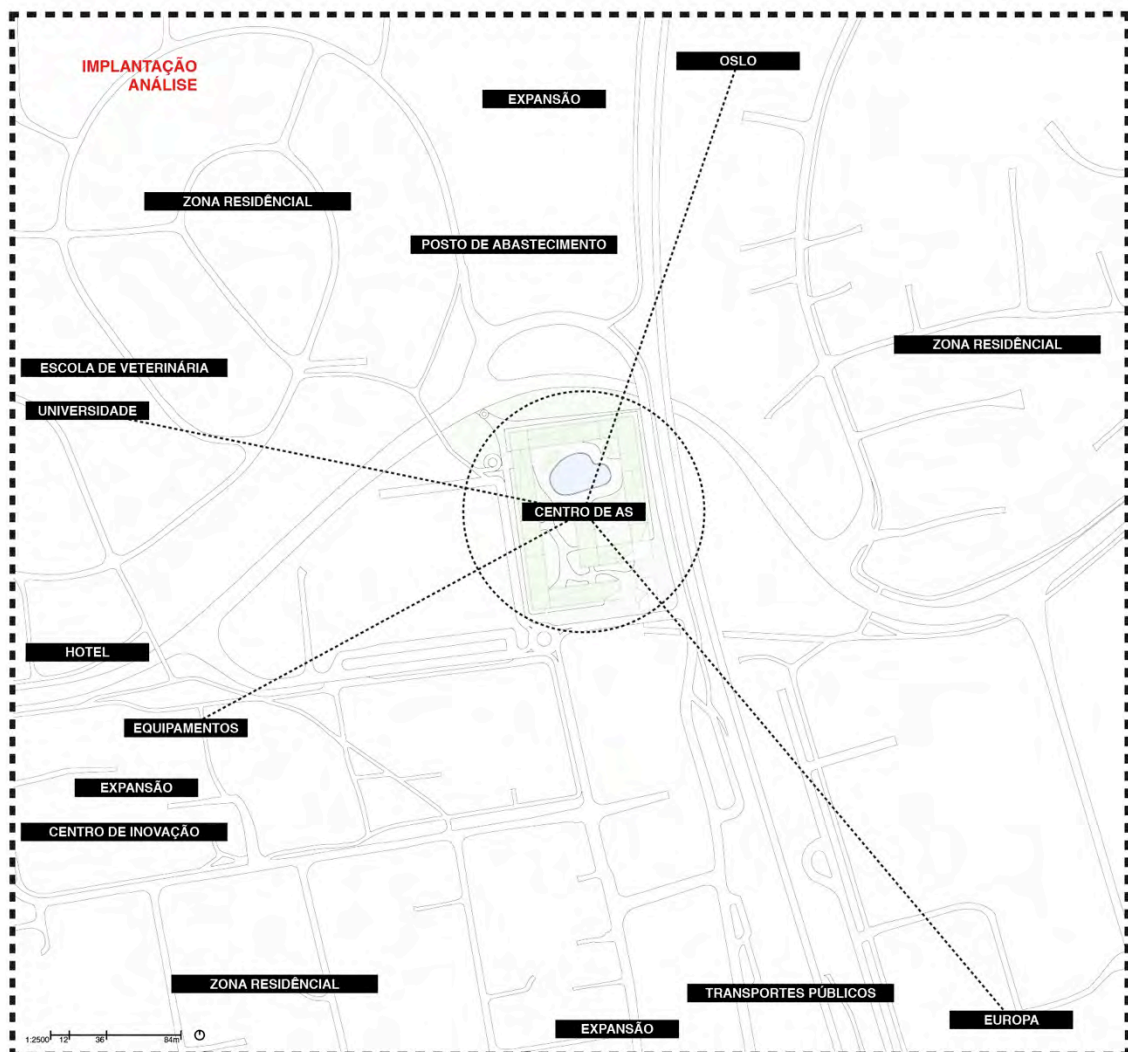 IMPLANTAÇÃO
ANÁLISE
OSLO
EXPANSÃO
ZONA RESIDÊNCIAL
POSTO DE ABASTECIMENTO
ZONA RESIDÊNCIAL
ESCOLA DE VETERINÁRIA
UNIVERSIDADE
CENTRO DE AS
HOTEL
EQUIPAMENTOS
EXPANSÃO
CENTRO DE INOVAÇÃO
ZONA RESIDÊNCIAL
TRANSPORTES PÚBLICOS
EUROPA
EXPANSÃO
1:2500 12 36 84m